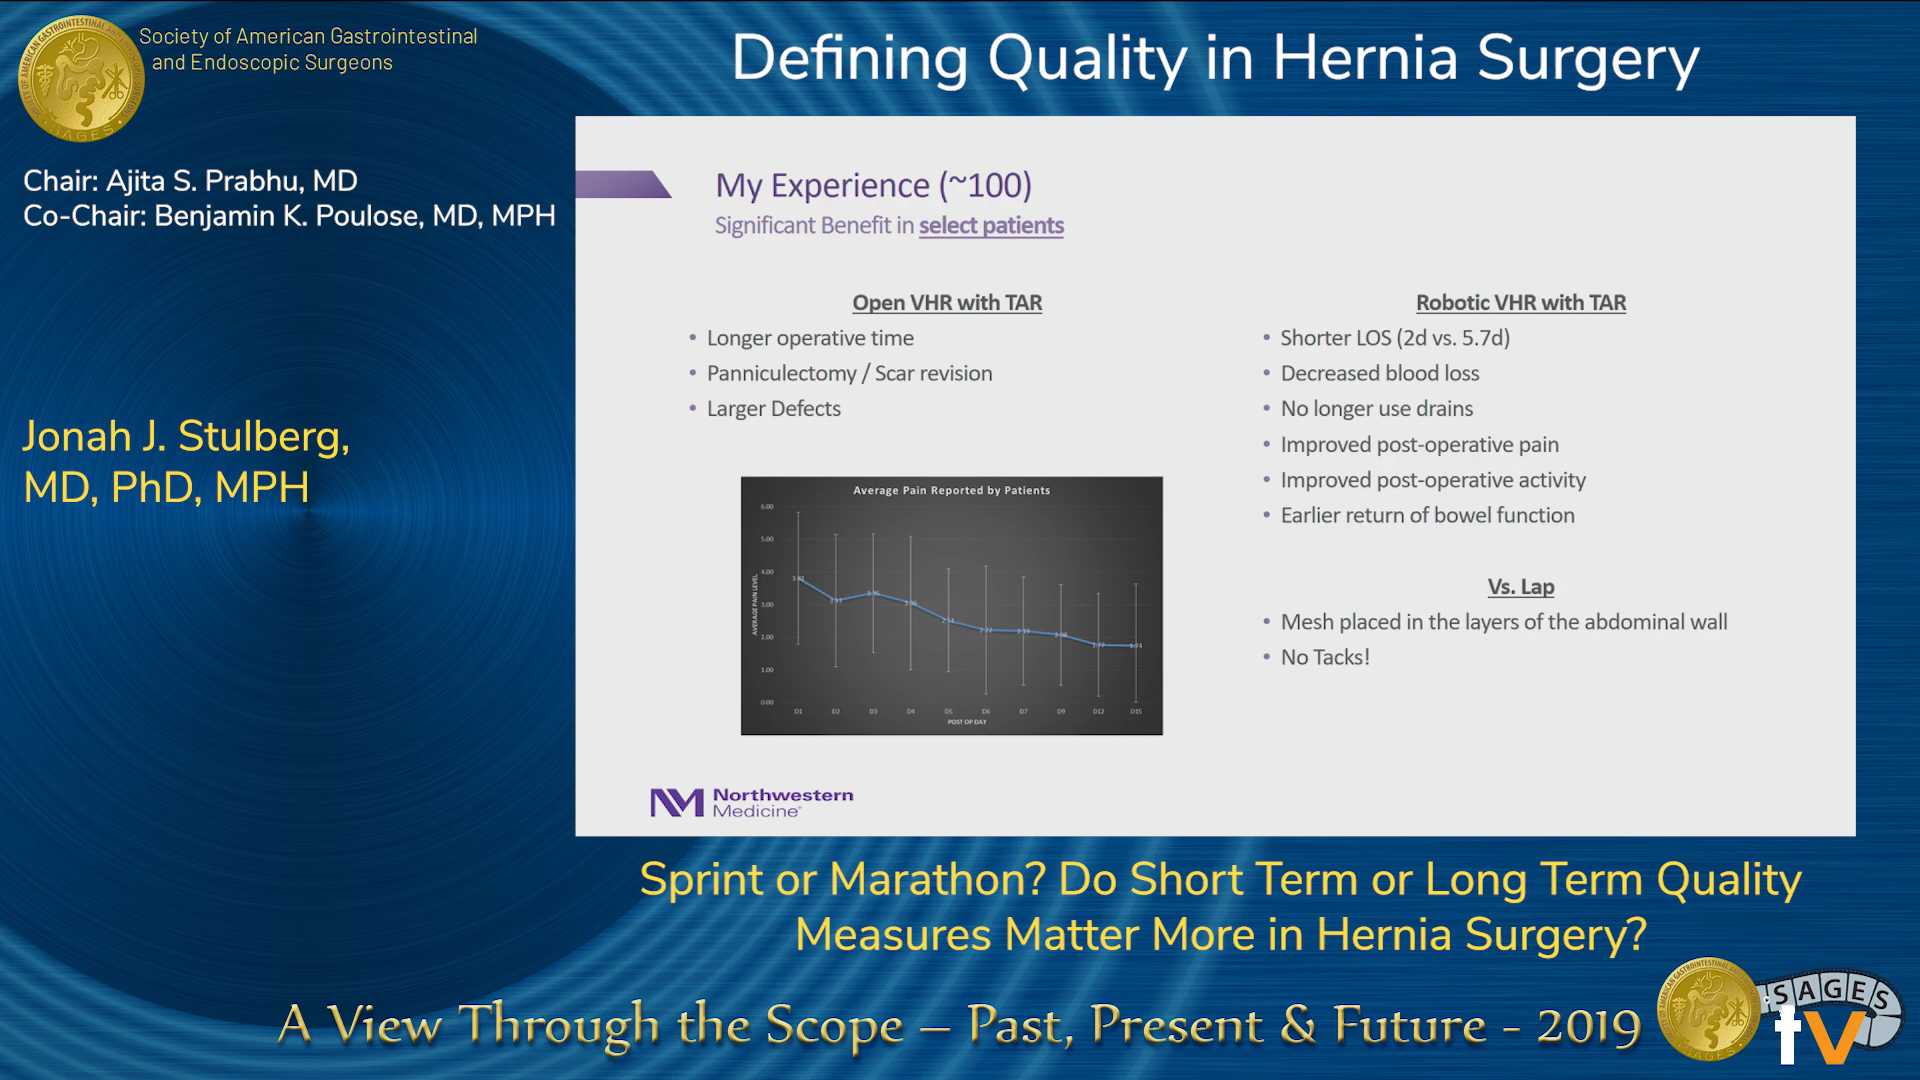 Society of American Gastrointestinal
and Endoscopic Surgeons
Defining Quality in Hernia Surgery
Chair: Ajita S. Prabhu, MD
Co-Chair: Benjamin K. Poulose, MD, MPH
Jonah J. Stulberg,
MD, PhD, MPH
My Experience (~100)
Significant Benefit in select patients
Open VHR with TAR
• Longer operative time
• Panniculectomy / Scar revision
• Larger Defects
Average Pain Reported by Patients
AVERAGE PAIN LEVEL
6.00
5.00
4.00
3.00
2.00
1.00
0.00
D1 D2 D3 D4 D5 D6 D7 D9 D12 D15
POST OP DAY
Robotic VHR with TAR
• Shorter LOS (2d vs. 5.7d)
• Decreased blood loss
• No longer use drains
• Improved post-operative pain
• Improved post-operative activity
• Earlier return of bowel function
Vs. Lap
• Mesh placed in the layers of the abdominal wall
• No Tacks!
Northwestern
Medicine
Sprint or Marathon? Do Short Term or Long Term Quality
Measures Matter More in Hernia Surgery?
A View Through the Scope – Past, Present & Future - 2019
SAGES
tv